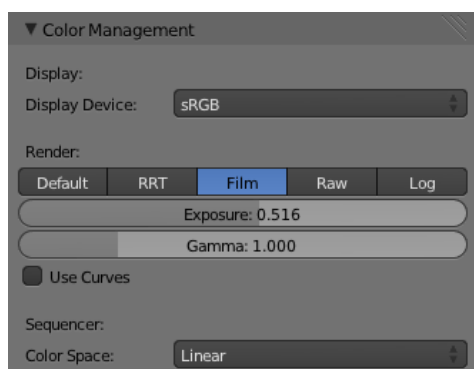 Color Management
Display:
Display Device: sRGB
Render:
Default RRT Film Raw Log
Exposure: 0.516
Gamma: 1.000
Use Curves
Sequencer:
Color Space: Linear